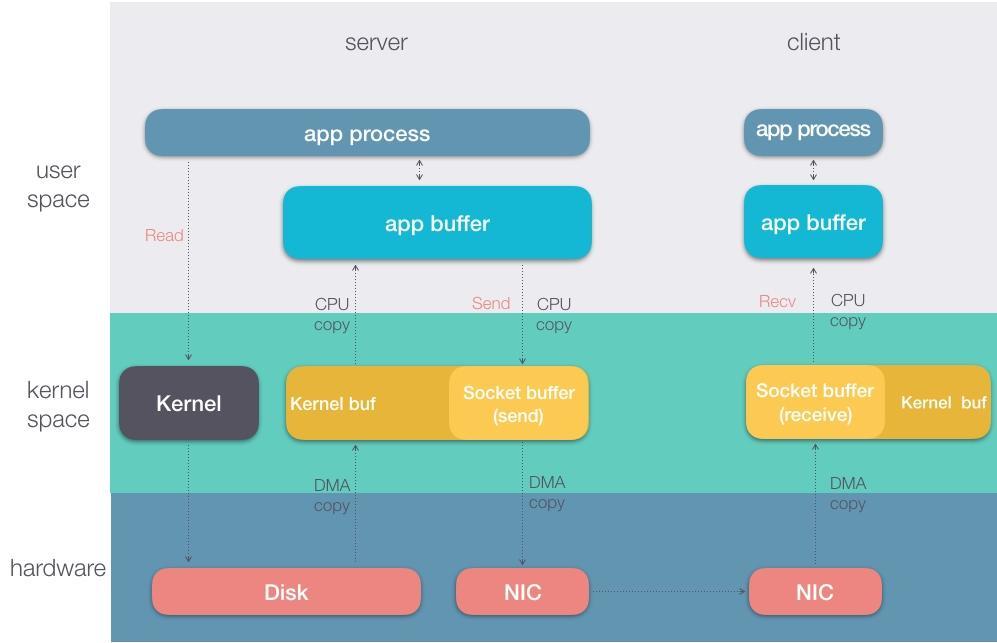 server
client
app process
app process
user
space
app buffer
app buffer
Read
CPU
copy
Send
CPU
copy
Recv
CPU
copy
kernel
space
Kernel
Kernel buf
Socket buffer
(send)
Socket buffer
(receive)
Kernel buf
DMA
copy
DMA
copy
DMA
copy
hardware
Disk
NIC
NIC